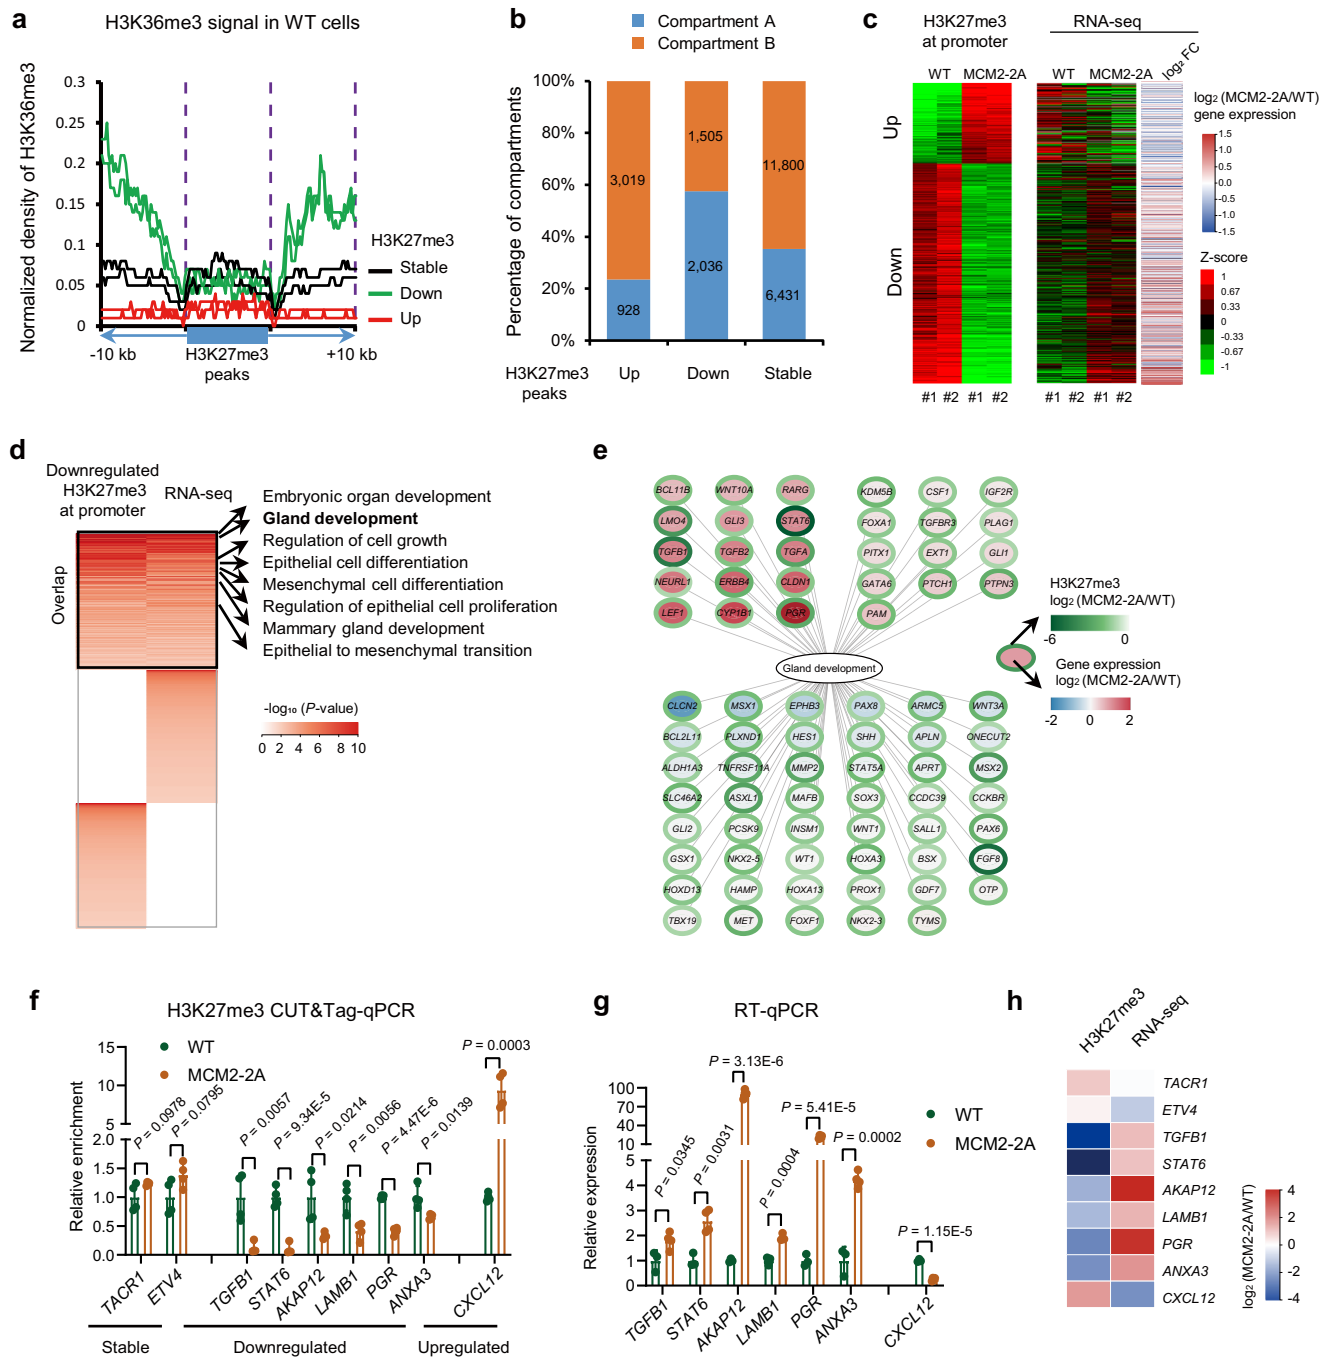 a
H3K36me3 signal in WT cells
Normalized density of H3K36me3
0.3
0.25
0.2
0.15
0.1
0.05
0
H3K27me3
Stable
Down
Up
-10 kb
H3K27me3
peaks
+10 kb
b
Compartment A
Compartment B
Percentage of compartments
100%
80%
60%
40%
20%
0%
3,019
928
1,505
2,036
11,800
6,431
H3K27me3
peaks
Up
Down
Stable
c
H3K27me3
at promoter
RNA-seq
WT
MCM2-2A
WT
MCM2-2A
log₂ FC
Up
Down
#1 #2 #1 #2
#1 #2 #1 #2
log₂ (MCM2-2A/WT)
gene expression
1.5
1.0
0.5
0.0
-0.5
-1.0
-1.5
Z-score
1
0.67
0.33
0
-0.33
-0.67
-1
d
Downregulated
H3K27me3
at promoter
RNA-seq
Overlap
Embryonic organ development
Gland development
Regulation of cell growth
Epithelial cell differentiation
Mesenchymal cell differentiation
Regulation of epithelial cell proliferation
Mammary gland development
Epithelial to mesenchymal transition
-log₁₀ (P-value)
0 2 4 6 8 10
e
BCL11B WNT10A RARG KDM5B CSF1 IGF2R
LMO4 GLI3 STAT6 FOXA1 TGFBR3 PLAG1
TGFB1 TGFB2 TGFA PITX1 EXT1 GLI1
NEURL1 ERBB4 CLDN1 GATA6 PTCH1 PTPN3
LEF1 CYP1B1 PGR PAM
Gland development
CLCN2 MSX1 EPHB3 PAX8 ARMC5 WNT3A
BCL2L11 PLXND1 HES1 SHH APLN ONECUT2
ALDH1A3 TNFRSF11A MMP2 STAT5A APRT MSX2
SLC46A2 ASXL1 MAFB SOX3 CCDC39 CCKBR
GLI2 PCSK9 INSM1 WNT1 SALL1 PAX6
GSX1 NKX2-5 WT1 HOXA3 BSX FGF8
HOXD13 HAMP HOXA13 PROX1 GDF7 OTP
TBX19 MET FOXF1 NKX2-3 TYMS
H3K27me3
log₂ (MCM2-2A/WT)
-6 0
Gene expression
log₂ (MCM2-2A/WT)
-2 0 2
f
H3K27me3 CUT&Tag-qPCR
WT
MCM2-2A
Relative enrichment
15
10
5
2.0
1.5
1.0
0.5
0.0
P = 0.0978
P = 0.0795
P = 0.0057
P = 9.34E-5
P = 0.0214
P = 0.0056
P = 4.47E-6
P = 0.0139
P = 0.0003
TACR1
ETV4
TGFB1
STAT6
AKAP12
LAMB1
PGR
ANXA3
CXCL12
Stable
Downregulated
Upregulated
g
RT-qPCR
WT
MCM2-2A
Relative expression
100
70
40
10
5
4
3
2
1
0
P = 0.0345
P = 0.0031
P = 3.13E-6
P = 0.0004
P = 5.41E-5
P = 0.0002
P = 1.15E-5
TGFB1
STAT6
AKAP12
LAMB1
PGR
ANXA3
CXCL12
h
H3K27me3
RNA-seq
TACR1
ETV4
TGFB1
STAT6
AKAP12
LAMB1
PGR
ANXA3
CXCL12
log₂ (MCM2-2A/WT)
4
2
0
-2
-4